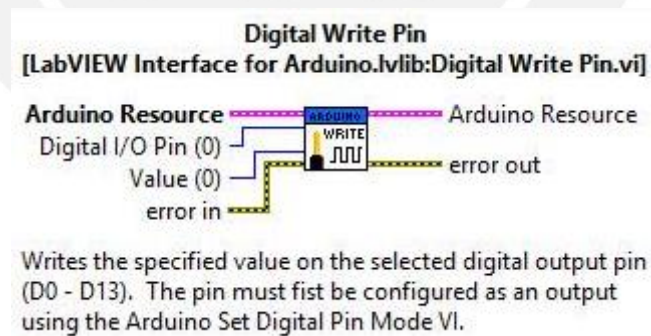 Digital Write Pin
[LabVIEW Interface for Arduino.lvlib:Digital Write Pin.vi]
Arduino Resource
ARDUINO
Arduino Resource
Digital I/O Pin (0)
WRITE
Value (0)
error out
error in
Writes the specified value on the selected digital output pin
(D0 - D13).  The pin must fist be configured as an output
using the Arduino Set Digital Pin Mode VI.